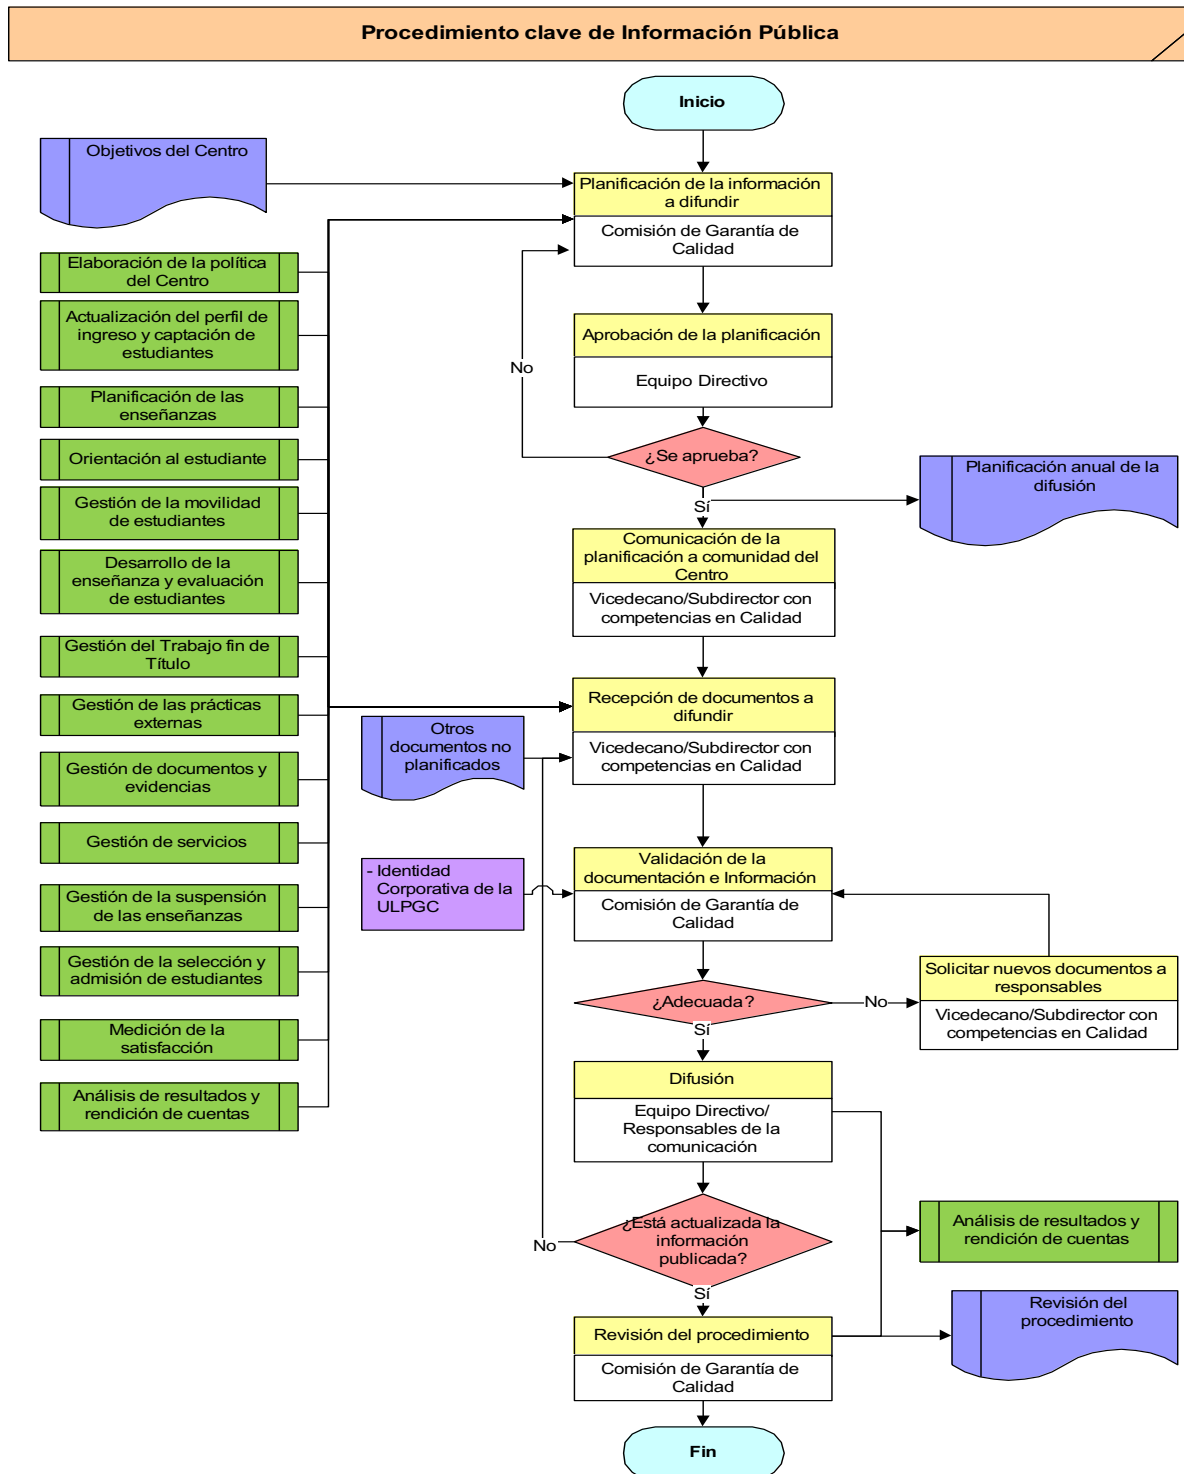 Procedimiento clave de Información Pública
Inicio
Objetivos del Centro
Planificación de la información
a difundir
Comisión de Garantía de
Calidad
Elaboración de la política
del Centro
Actualización del perfil de
ingreso y captación de
estudiantes
Aprobación de la planificación
Equipo Directivo
No
Planificación de las
enseñanzas
Orientación al estudiante
¿Se aprueba?
Sí
Planificación anual de la
difusión
Gestión de la movilidad
de estudiantes
Comunicación de la
planificación a comunidad del
Centro
Vicedecano/Subdirector con
competencias en Calidad
Desarrollo de la
enseñanza y evaluación
de estudiantes
Gestión del Trabajo fin de
Título
Recepción de documentos a
difundir
Vicedecano/Subdirector con
competencias en Calidad
Gestión de las prácticas
externas
Otros
documentos no
planificados
Gestión de documentos y
evidencias
Gestión de servicios
Validación de la
documentación e Información
Comisión de Garantía de
Calidad
- Identidad
Corporativa de la
ULPGC
Gestión de la suspensión
de las enseñanzas
Gestión de la selección y
admisión de estudiantes
¿Adecuada?
No
Sí
Solicitar nuevos documentos a
responsables
Vicedecano/Subdirector con
competencias en Calidad
Medición de la
satisfacción
Difusión
Equipo Directivo/
Responsables de la
comunicación
Análisis de resultados y
rendición de cuentas
¿Está actualizada la
información
publicada?
No
Sí
Análisis de resultados y
rendición de cuentas
Revisión del procedimiento
Comisión de Garantía de
Calidad
Revisión del
procedimiento
Fin